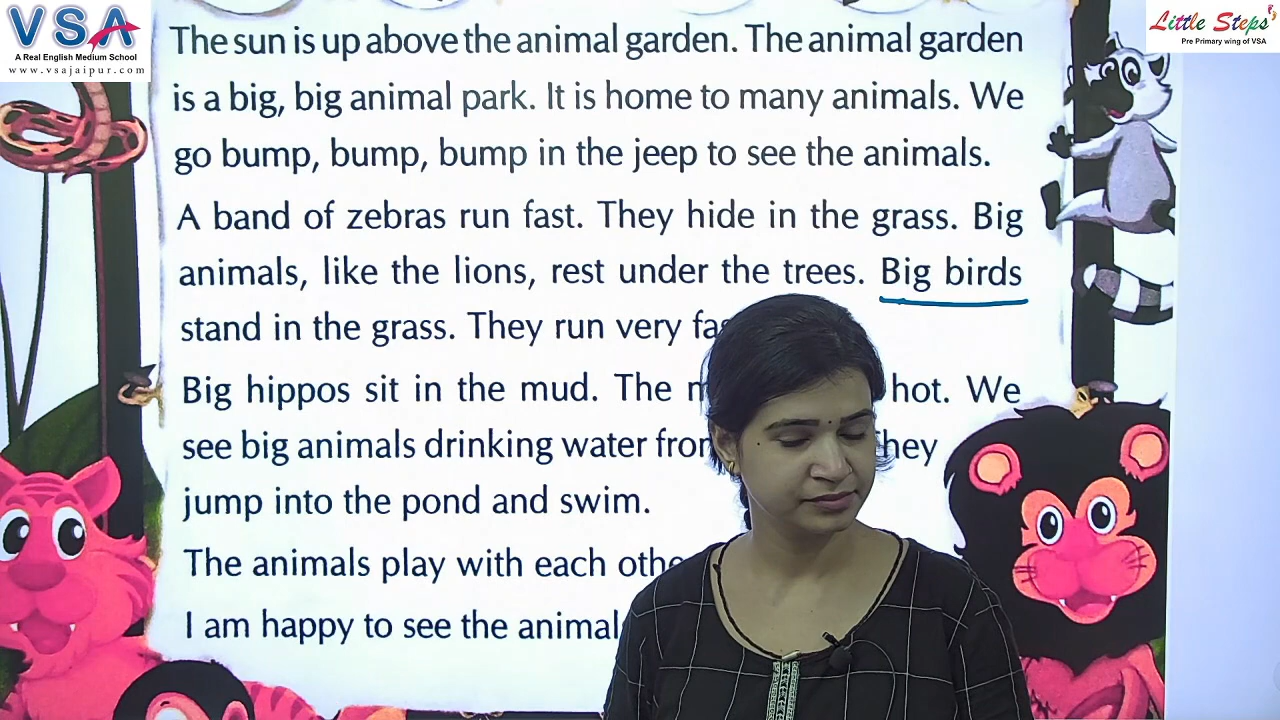 VSA
A Real English Medium School
www.vsajaipur.com
Little Steps
Pre Primary wing of VSA
The sun is up above the animal garden. The animal garden
is a big, big animal park. It is home to many animals. We
go bump, bump, bump in the jeep to see the animals.
A band of zebras run fast. They hide in the grass. Big
animals, like the lions, rest under the trees. Big birds
stand in the grass. They run very
Big hippos sit in the mud. The hot. We
see big animals drinking water
jump into the pond and swim.
The animals play with each
I am happy to see the animal